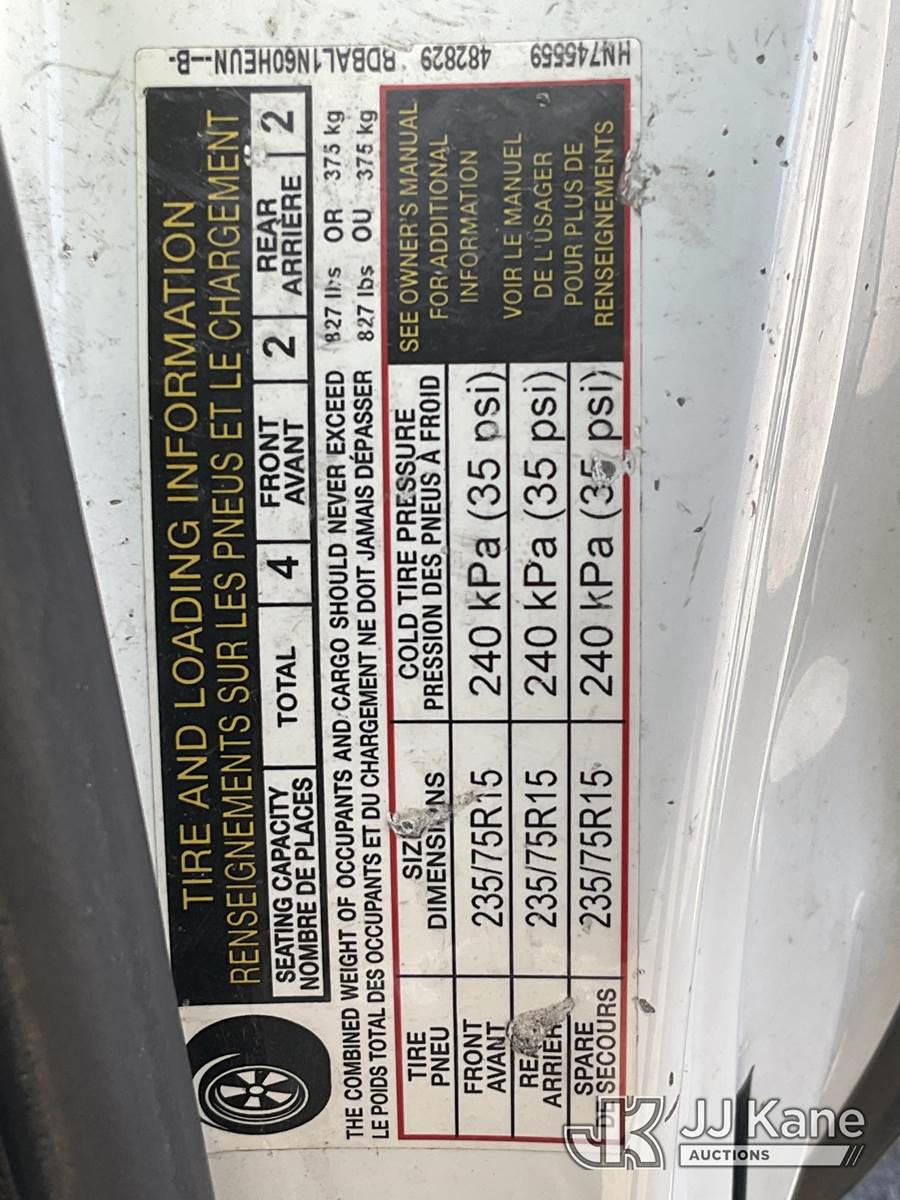 TIRE AND LOADING INFORMATION
RENSEIGNEMENTS SUR LES PNEUS ET LE CHARGEMENT
SEATING CAPACITY
NOMBRE DE PLACES
TOTAL 4
FRONT
AVANT
2
REAR
ARRIÈRE
2
THE COMBINED WEIGHT OF OCCUPANTS AND CARGO SHOULD NEVER EXCEED 827 lbs OR 375 kg
LE POIDS TOTAL DES OCCUPANTS ET DU CHARGEMENT NE DOIT JAMAIS DÉPASSER 827 lbs OU 375 kg
TIRE
PNEU
SIZE
DIMENSIONS
COLD TIRE PRESSURE
PRESSION DES PNEUS À FROID
FRONT
AVANT
235/75R15 240 kPa (35 psi)
REAR
ARRIER
235/75R15 240 kPa (35 psi)
SPARE
DE SECOURS
235/75R15 240 kPa (35 psi)
SEE OWNER'S MANUAL
FOR ADDITIONAL
INFORMATION
VOIR LE MANUEL
DE L'USAGER
POUR PLUS DE
RENSEIGNEMENTS
HN745559 482829 RDBAL1N60HEUN--B-
JJ Kane
AUCTIONS